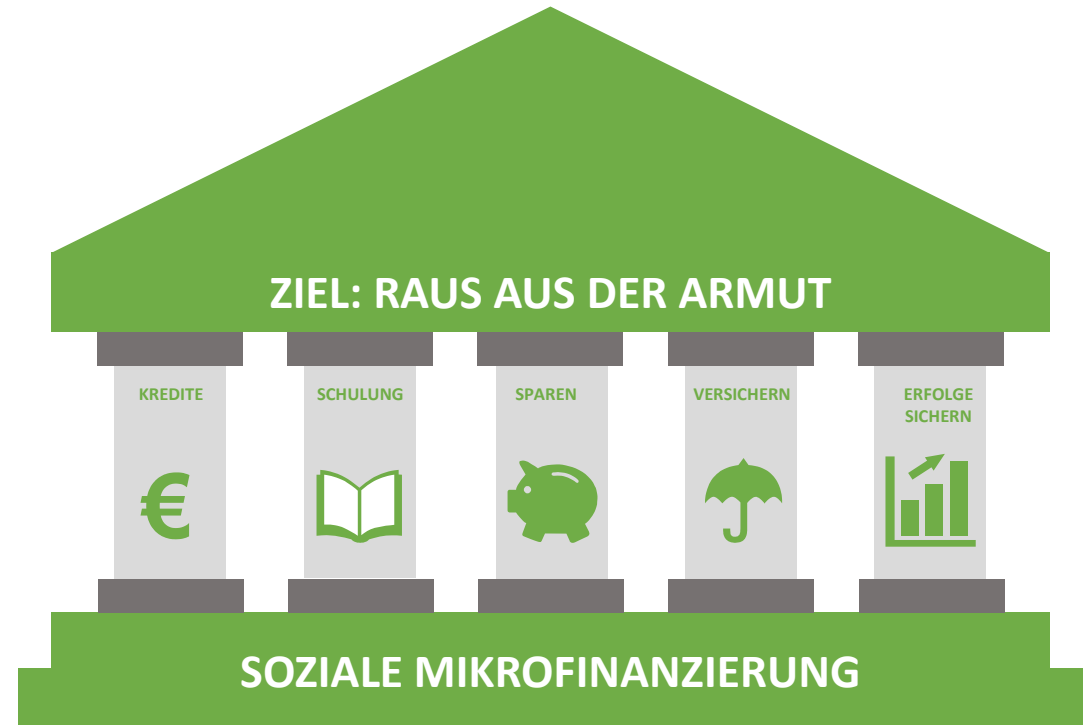 ZIEL: RAUS AUS DER ARMUT
KREDITE
SCHULUNG
SPAREN
VERSICHERN
ERFOLGE
SICHERN
€
SOZIALE MIKROFINANZIERUNG